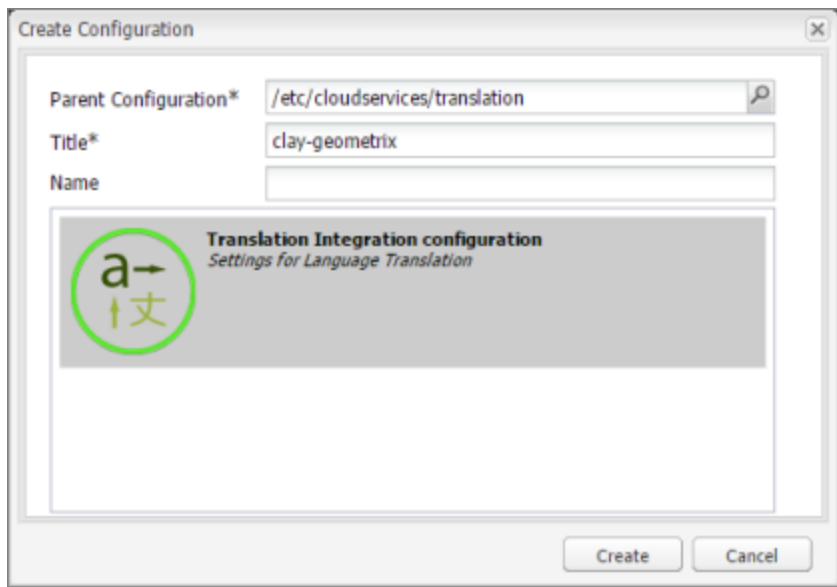 Create Configuration
Parent Configuration* /etc/cloudservices/translation
Title* clay-geometrix
Name
Translation Integration configuration
Settings for Language Translation
a
丈
Create Cancel